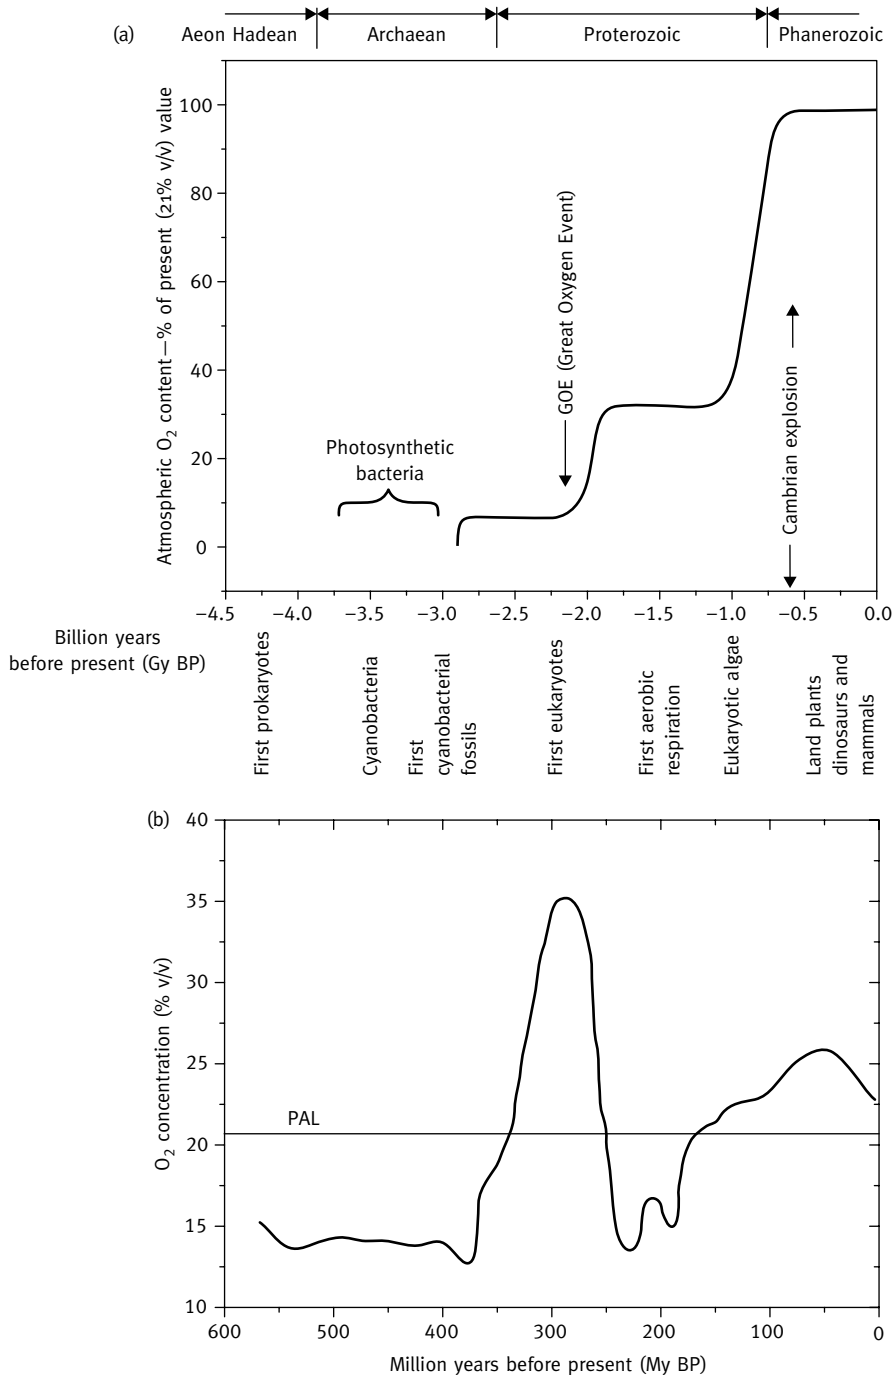 (a)
Aeon Hadean
Archaean
Proterozoic
Phanerozoic
Atmospheric O₂ content—% of present (21% v/v) value
100
80
60
40
20
0
Photosynthetic
bacteria
GOE (Great Oxygen Event)
Cambrian explosion
−4.5 −4.0 −3.5 −3.0 −2.5 −2.0 −1.5 −1.0 −0.5 0.0
Billion years
before present (Gy BP)
First prokaryotes
Cyanobacteria
First
cyanobacterial
fossils
First eukaryotes
First aerobic
respiration
Eukaryotic algae
Land plants
dinosaurs and
mammals
(b)
O₂ concentration (% v/v)
40
35
30
25
20
15
10
PAL
600 500 400 300 200 100 0
Million years before present (My BP)